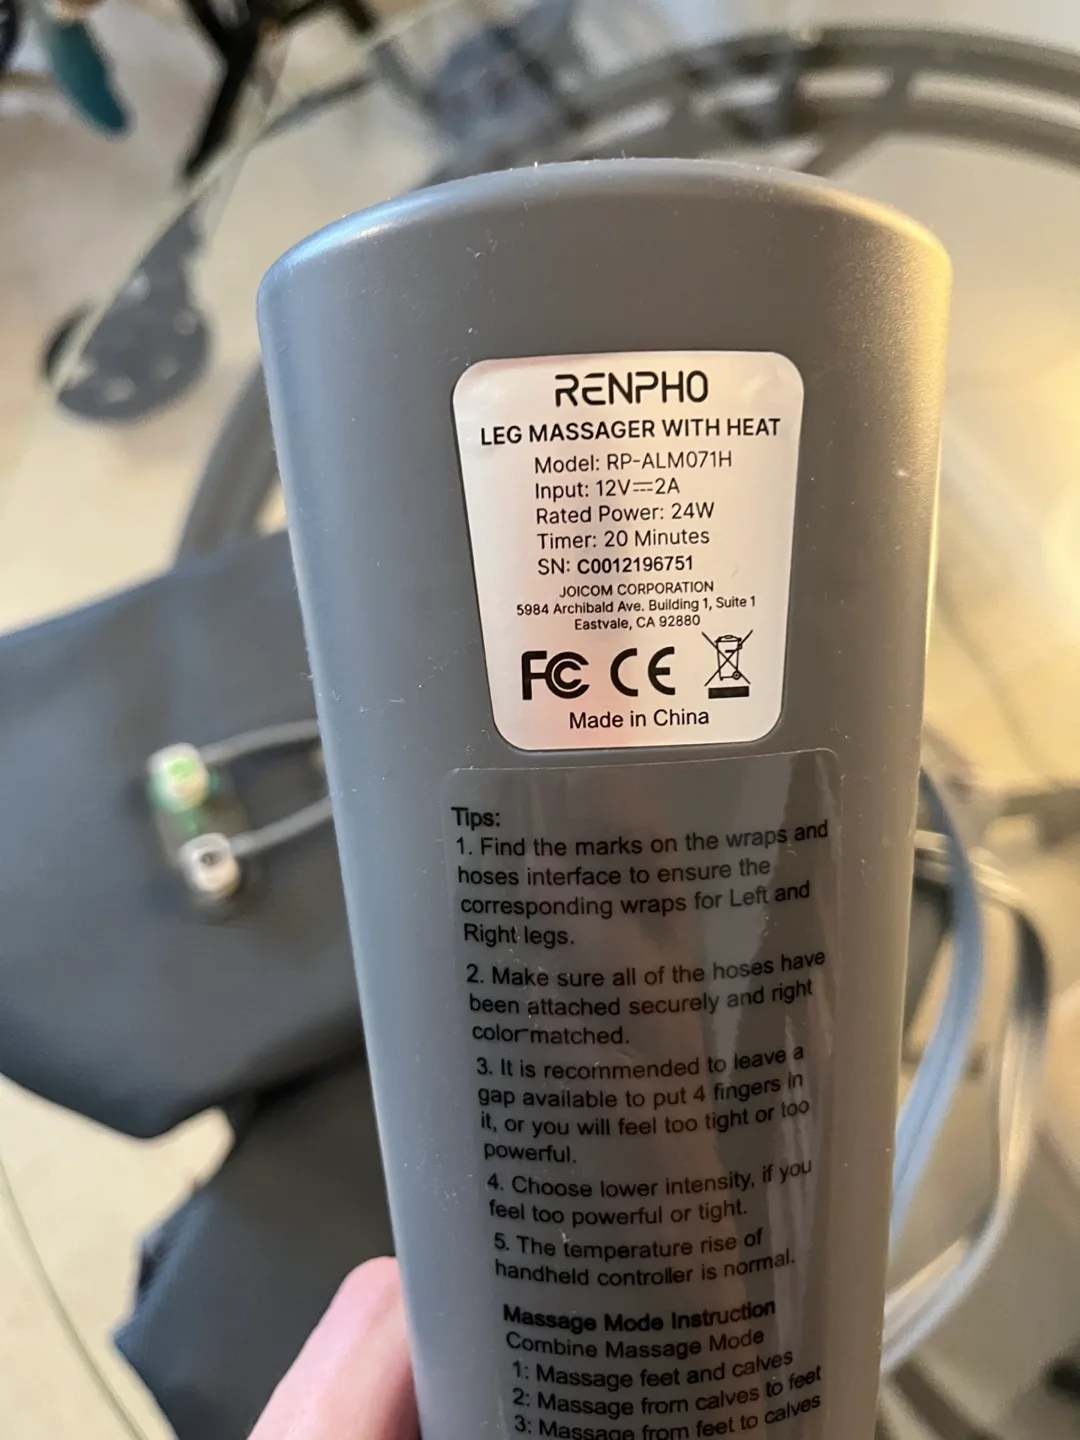 RENPHO
LEG MASSAGER WITH HEAT
Model: RP-ALM071H
Input: 12V⎓2A
Rated Power: 24W
Timer: 20 Minutes
SN: C0012196751
JOICOM CORPORATION
5984 Archibald Ave. Building 1, Suite 1
Eastvale, CA 92880
FC CE
Made in China
Tips:
1. Find the marks on the wraps and
hoses interface to ensure the
corresponding wraps for Left and
Right legs.
2. Make sure all of the hoses have
been attached securely and right
color matched.
3. It is recommended to leave a
gap available to put 4 fingers in
it, or you will feel too tight or too
powerful.
4. Choose lower intensity, if you
feel too powerful or tight.
5. The temperature rise of
handheld controller is normal.
Massage Mode Instruction
Combine Massage Mode
1: Massage feet and calves
2: Massage from calves to feet
3: Massage from feet to calves